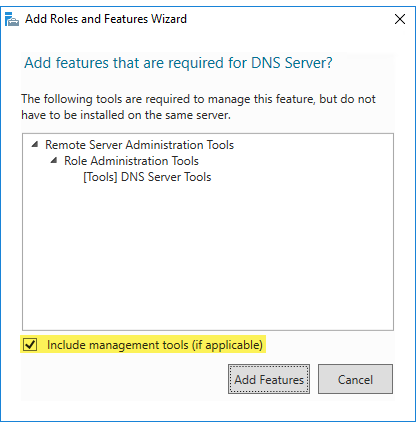 Add Roles and Features Wizard
Add features that are required for DNS Server?
The following tools are required to manage this feature, but do not
have to be installed on the same server.
Remote Server Administration Tools
Role Administration Tools
[Tools] DNS Server Tools
Include management tools (if applicable)
Add Features
Cancel